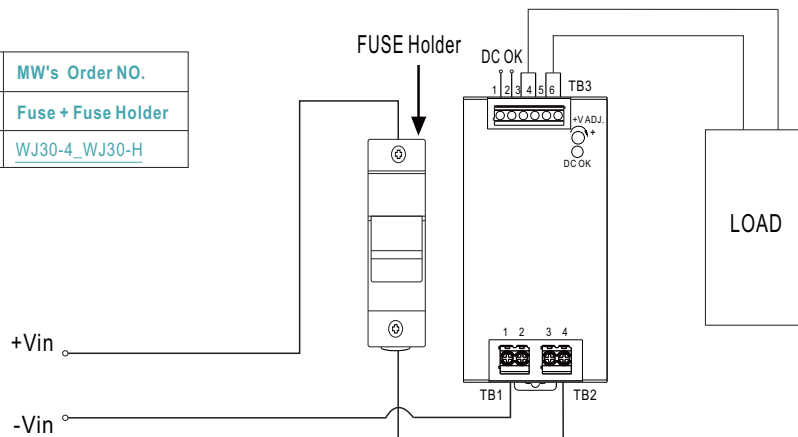 MW's Order NO.
Fuse + Fuse Holder
WJ30-4_WJ30-H
FUSE Holder
DC OK
1 2 3 4 5 6
TB3
+V ADJ.
+
DC OK
LOAD
1 2 3 4
TB1
TB2
+Vin
-Vin